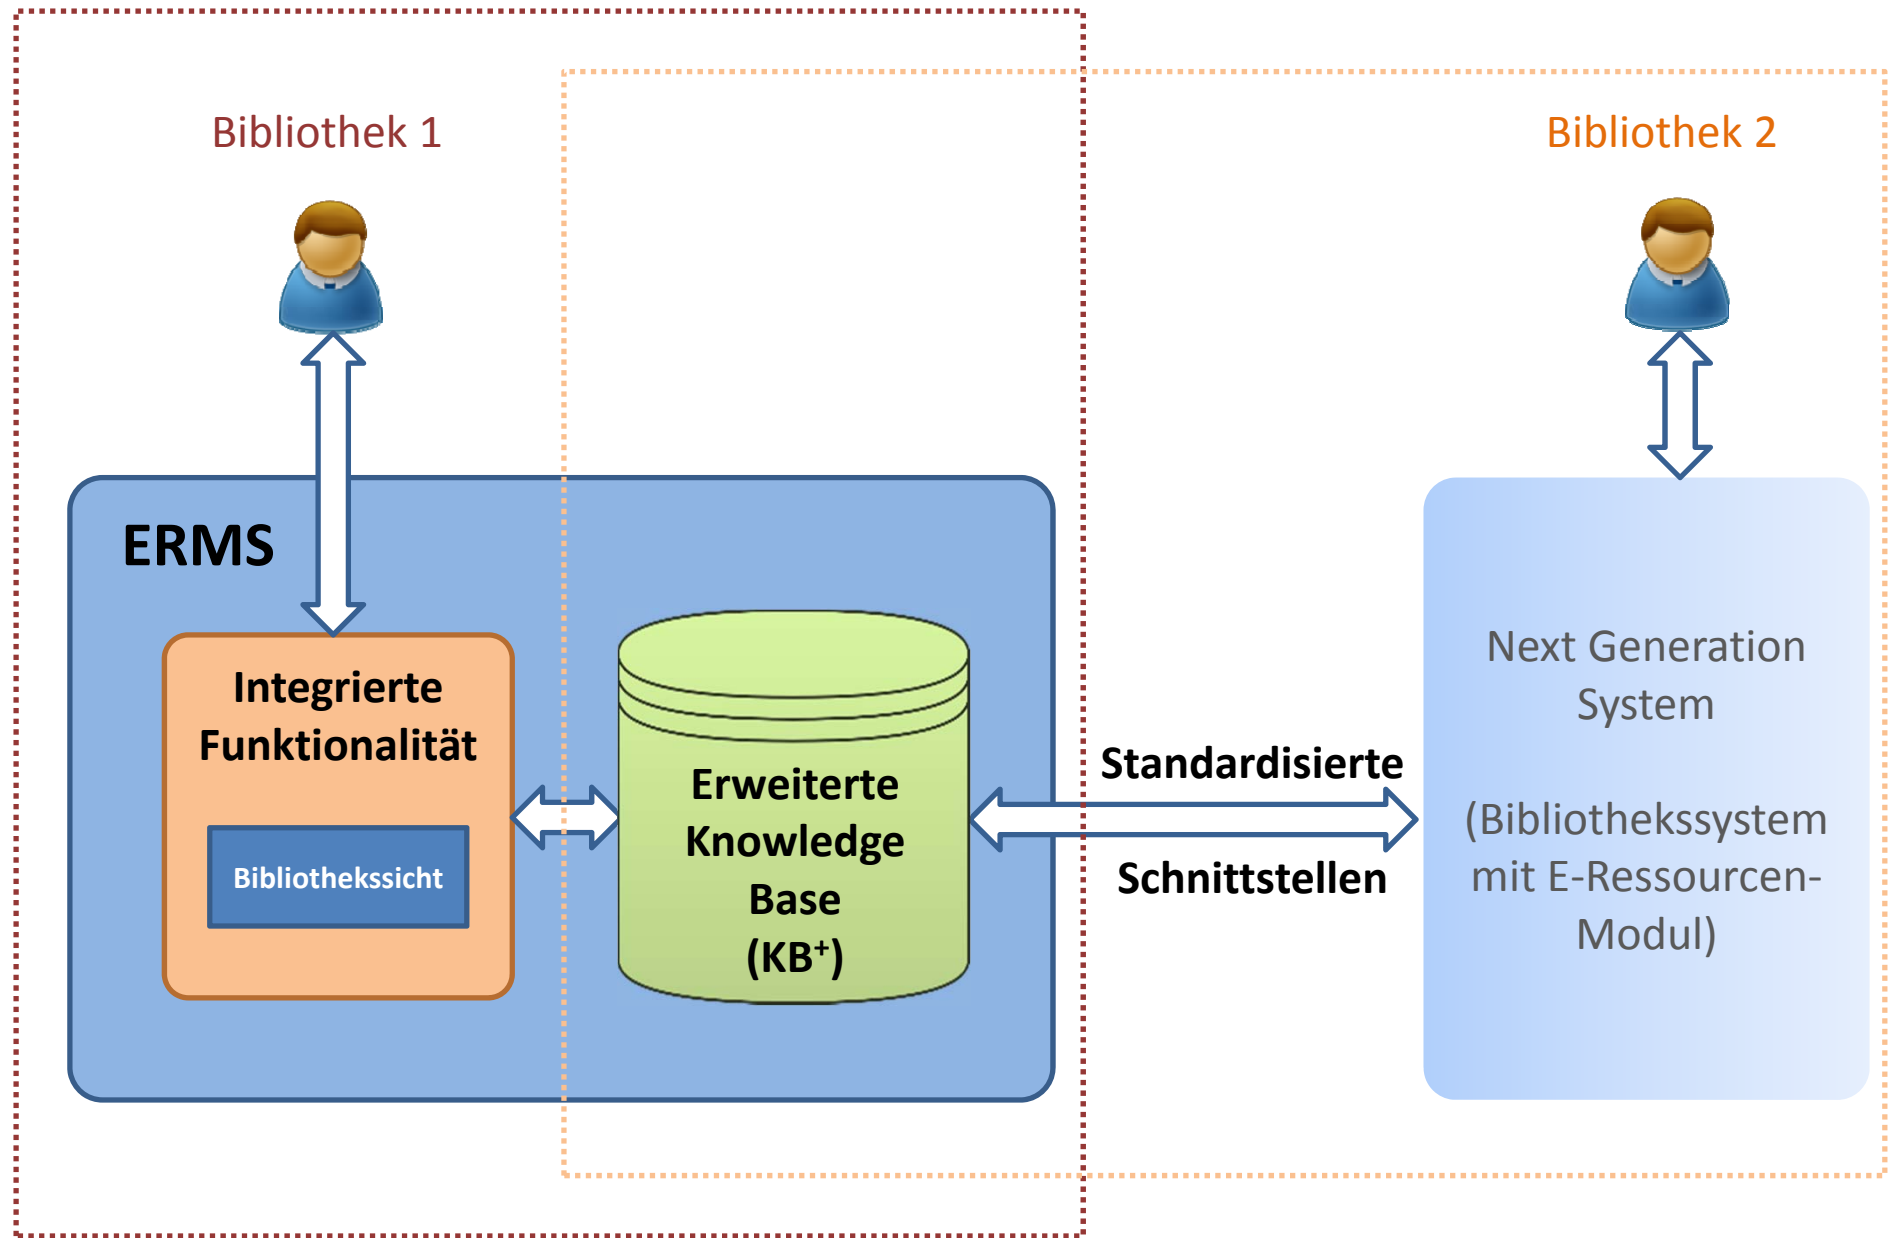 Bibliothek 1
Bibliothek 2
ERMS
Integrierte
Funktionalität
Bibliothekssicht
Erweiterte
Knowledge
Base
(KB⁺)
Standardisierte
Schnittstellen
Next Generation
System
(Bibliothekssystem
mit E-Ressourcen-
Modul)